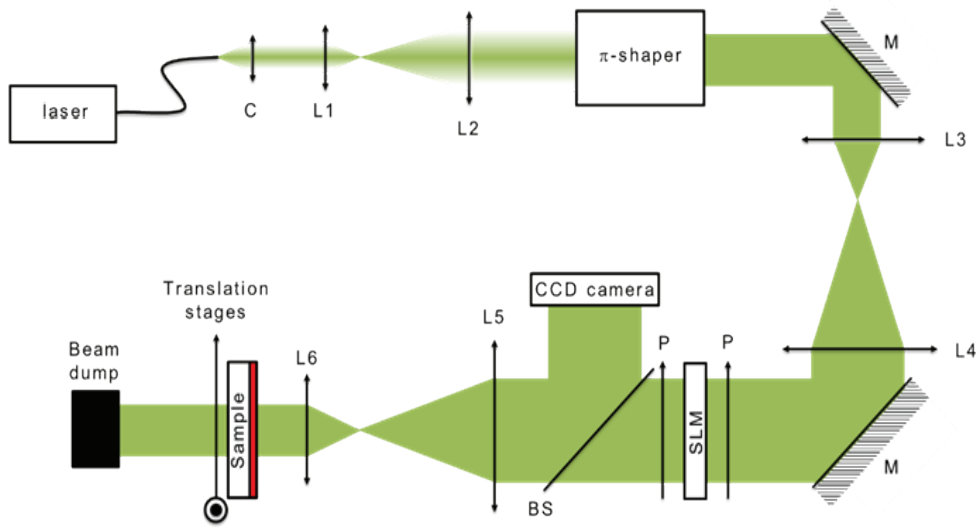 M
π-shaper
laser
C
L1
L2
L3
Translation
stages
CCD camera
L5
P
P
L4
Beam
dump
L6
Sample
SLM
M
BS